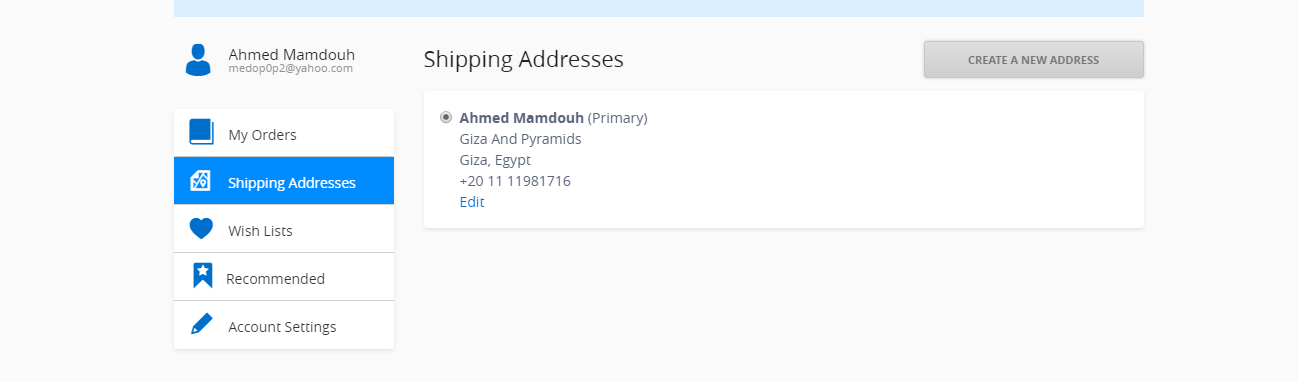 Ahmed Mamdouh
medop0p2@yahoo.com
My Orders
Shipping Addresses
Wish Lists
Recommended
Account Settings
Shipping Addresses
CREATE A NEW ADDRESS
Ahmed Mamdouh (Primary)
Giza And Pyramids
Giza, Egypt
+20 11 11981716
Edit